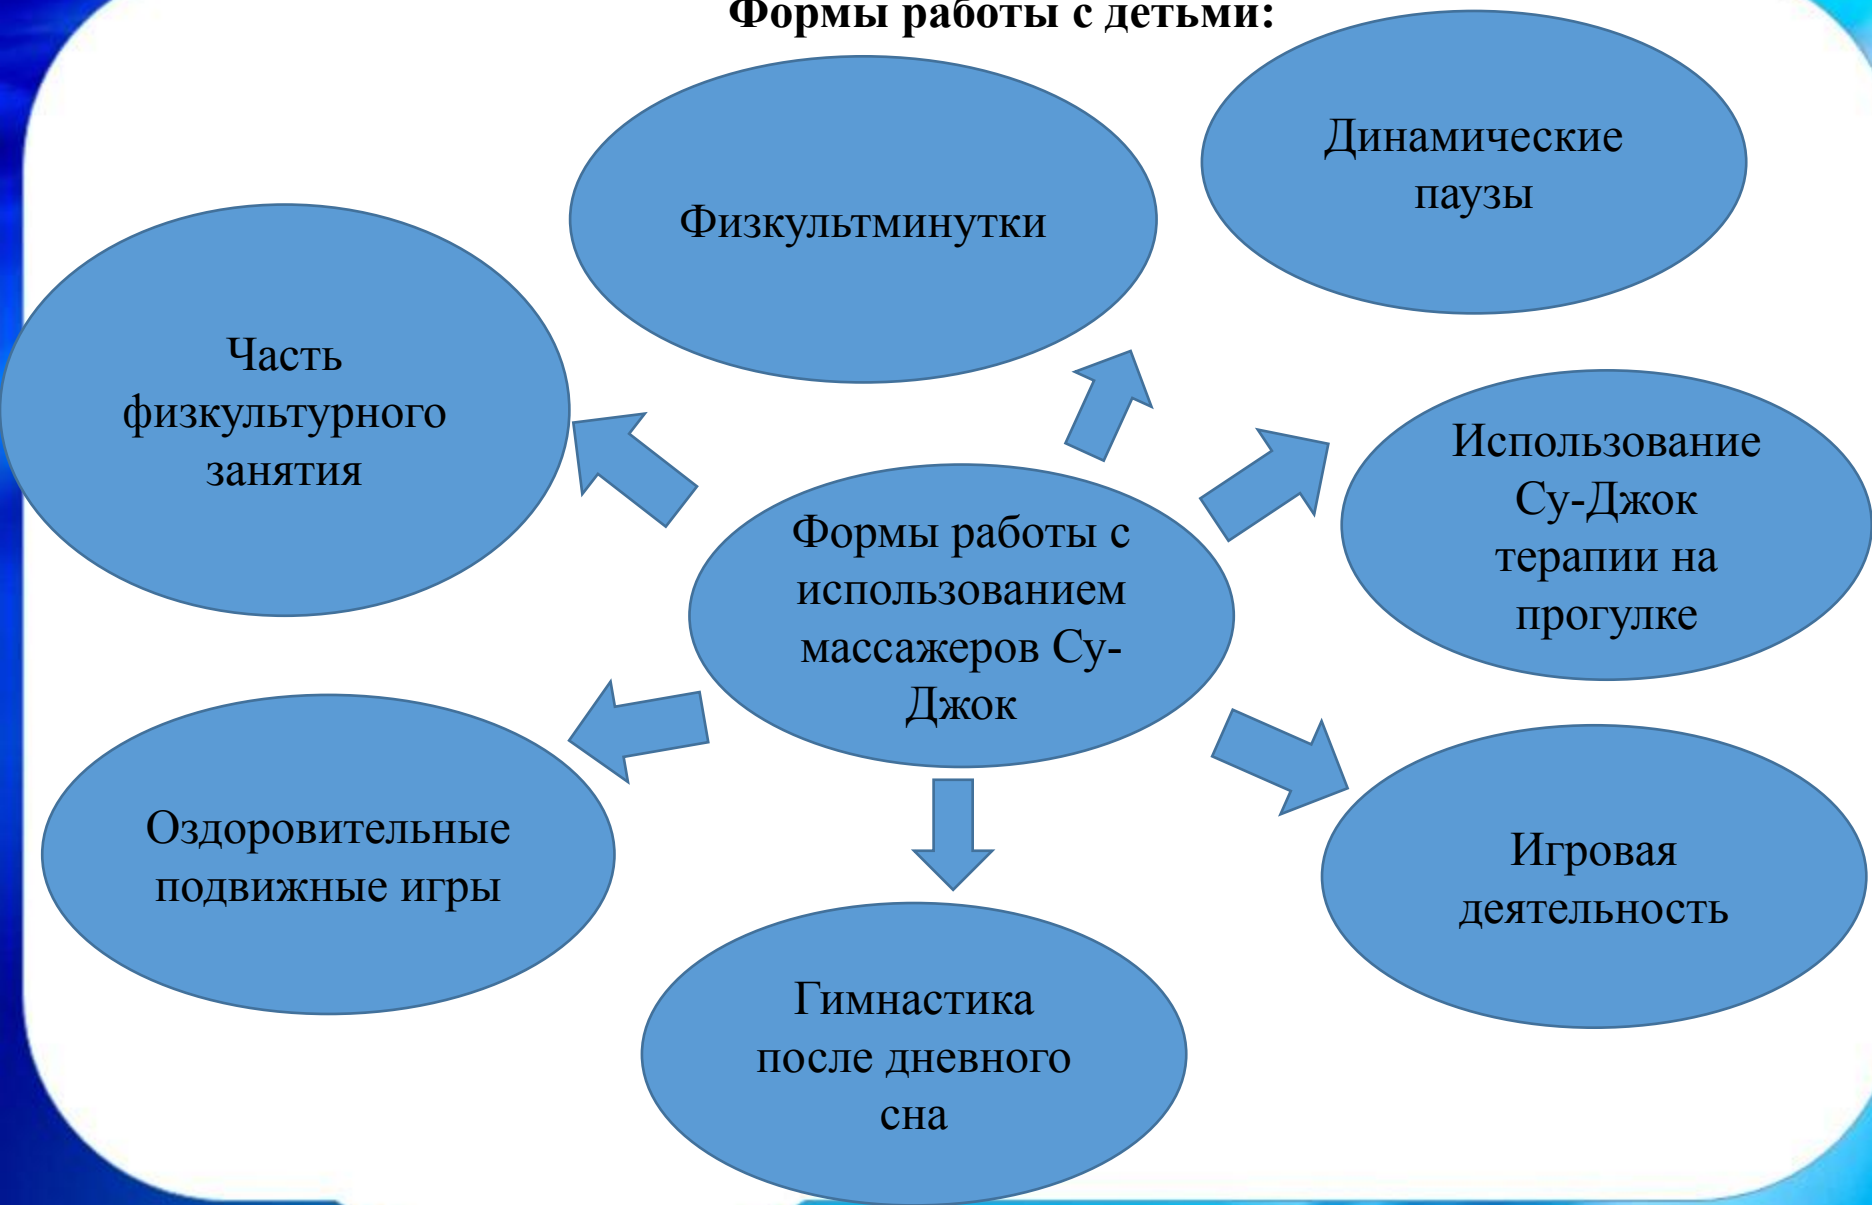 Формы работы с детьми:
Динамические
паузы
Физкультминутки
Часть
физкультурного
занятия
Использование
Су-Джок
терапии на
прогулке
Формы работы с
использованием
массажеров Су-
Джок
Оздоровительные
подвижные игры
Игровая
деятельность
Гимнастика
после дневного
сна